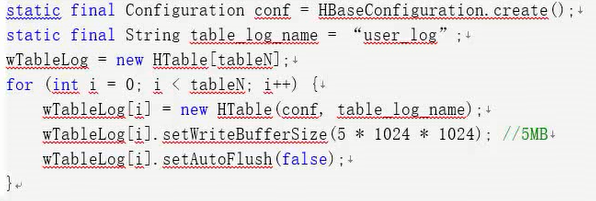 static final Configuration conf = HBaseConfiguration.create();
static final String table_log_name = “user_log”;
wTableLog = new HTable[tableN];
for (int i = 0; i < tableN; i++) {
    wTableLog[i] = new HTable(conf, table_log_name);
    wTableLog[i].setWriteBufferSize(5 * 1024 * 1024); //5MB
    wTableLog[i].setAutoFlush(false);
}